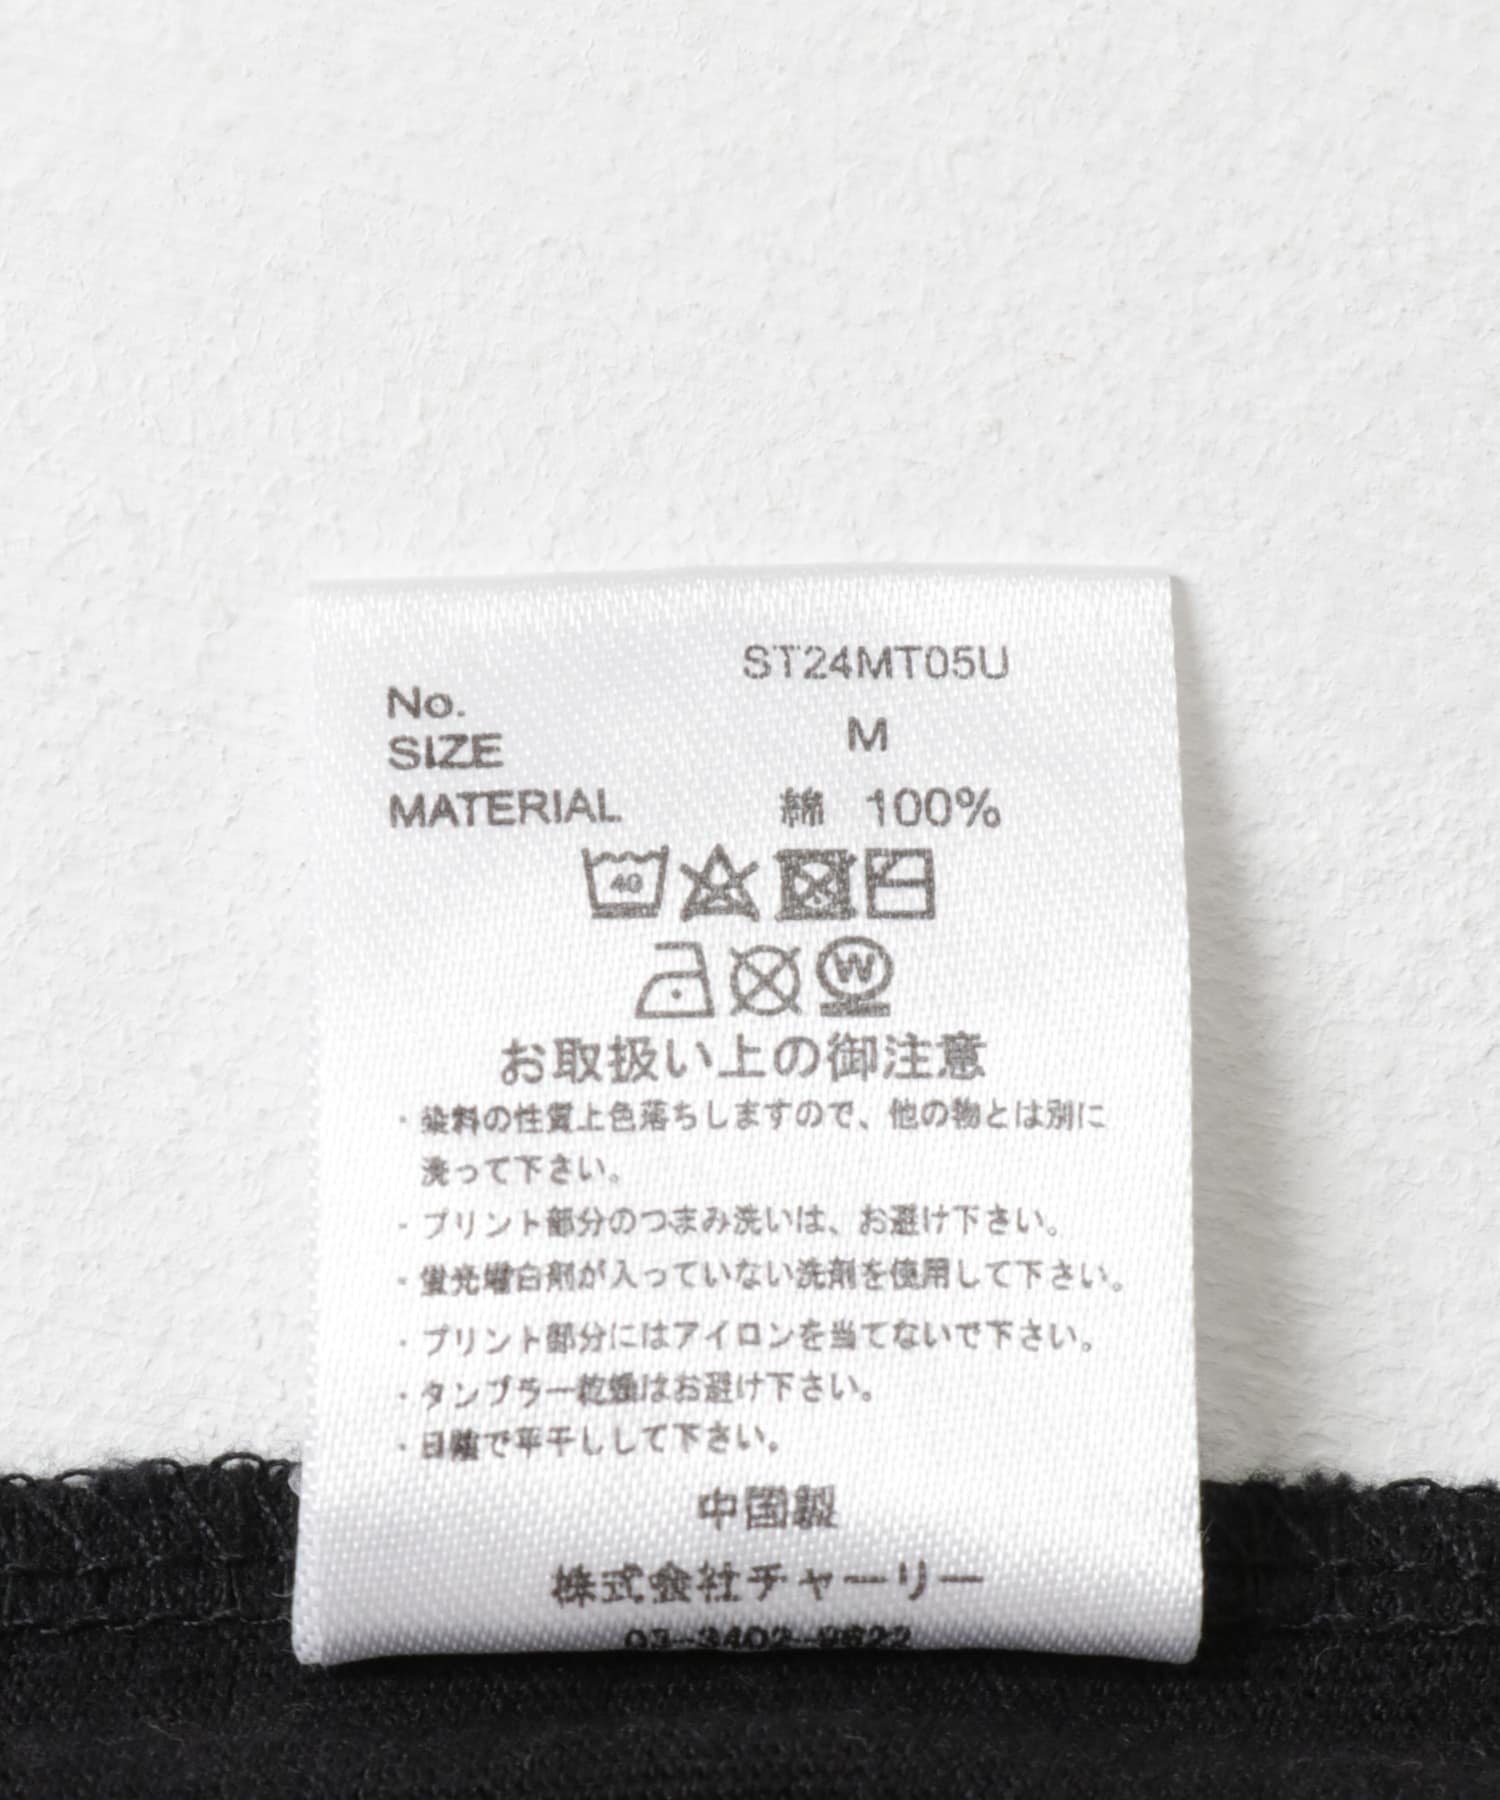 ST24MT05U
No.
SIZE M
MATERIAL 綿 100%
40
W
お取扱い上の御注意
・染料の性質上色落ちしますので、他の物とは別に
洗って下さい。
・プリント部分のつまみ洗いは、お避け下さい。
・蛍光増白剤が入っていない洗剤を使用して下さい。
・プリント部分にはアイロンを当てないで下さい。
・タンブラー乾燥はお避け下さい。
・日陰で平干しして下さい。
中国製
株式会社チャーリー